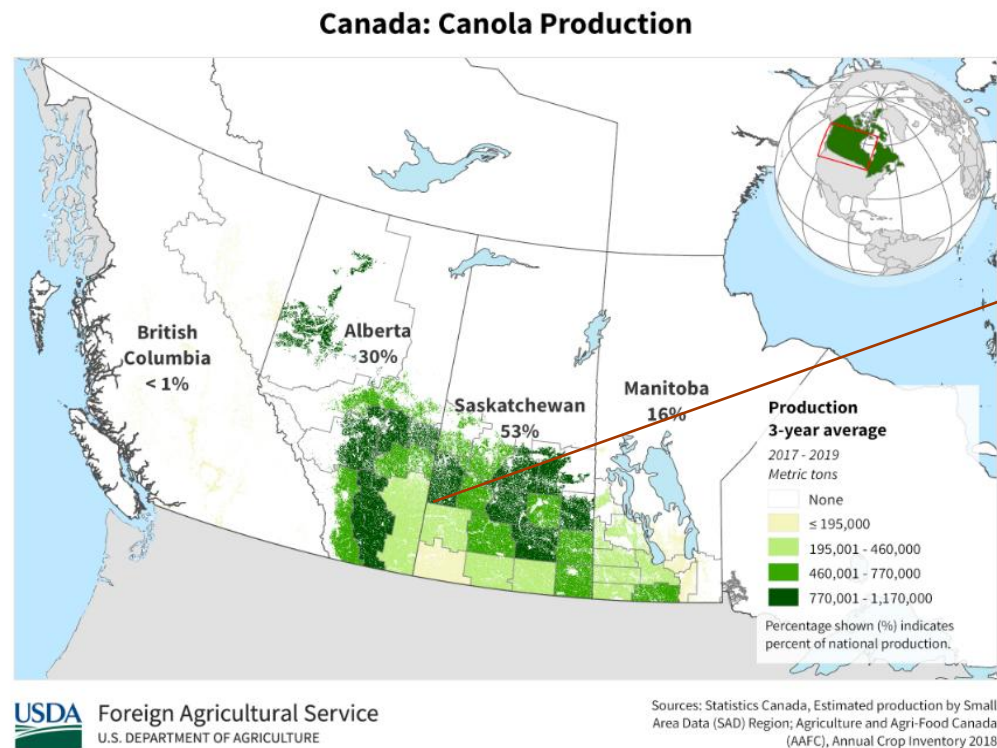 Canada: Canola Production
British
Columbia
< 1%
Alberta
30%
Saskatchewan
53%
Manitoba
16%
Production
3-year average
2017 - 2019
Metric tons
None
≤ 195,000
195,001 - 460,000
460,001 - 770,000
770,001 - 1,170,000
Percentage shown (%) indicates
percent of national production.
USDA
Foreign Agricultural Service
U.S. DEPARTMENT OF AGRICULTURE
Sources: Statistics Canada, Estimated production by Small
Area Data (SAD) Region; Agriculture and Agri-Food Canada
(AAFC), Annual Crop Inventory 2018